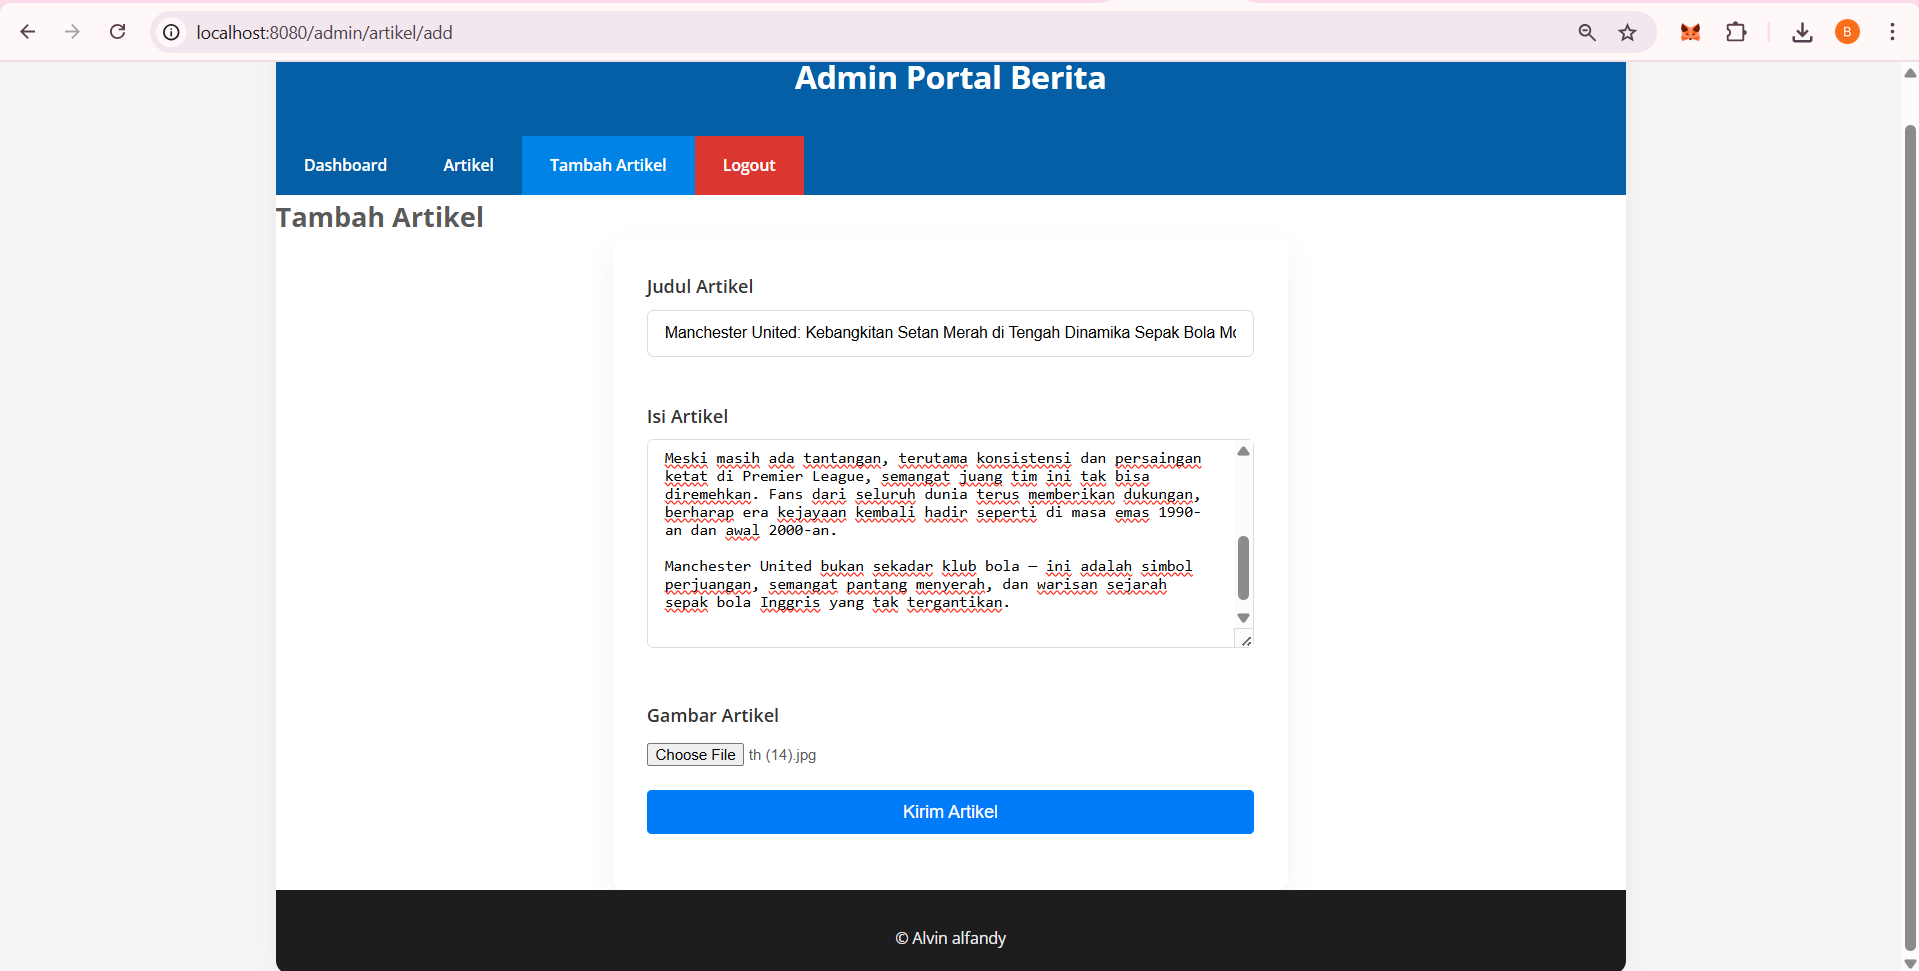 localhost:8080/admin/artikel/add
B
Admin Portal Berita
Dashboard Artikel Tambah Artikel Logout
Tambah Artikel
Judul Artikel
Manchester United: Kebangkitan Setan Merah di Tengah Dinamika Sepak Bola Mo
Isi Artikel
Meski masih ada tantangan, terutama konsistensi dan persaingan
ketat di Premier League, semangat juang tim ini tak bisa
diremehkan. Fans dari seluruh dunia terus memberikan dukungan,
berharap era kejayaan kembali hadir seperti di masa emas 1990-
an dan awal 2000-an.
Manchester United bukan sekadar klub bola — ini adalah simbol
perjuangan, semangat pantang menyerah, dan warisan sejarah
sepak bola Inggris yang tak tergantikan.
Gambar Artikel
Choose File th (14).jpg
Kirim Artikel
© Alvin alfandy